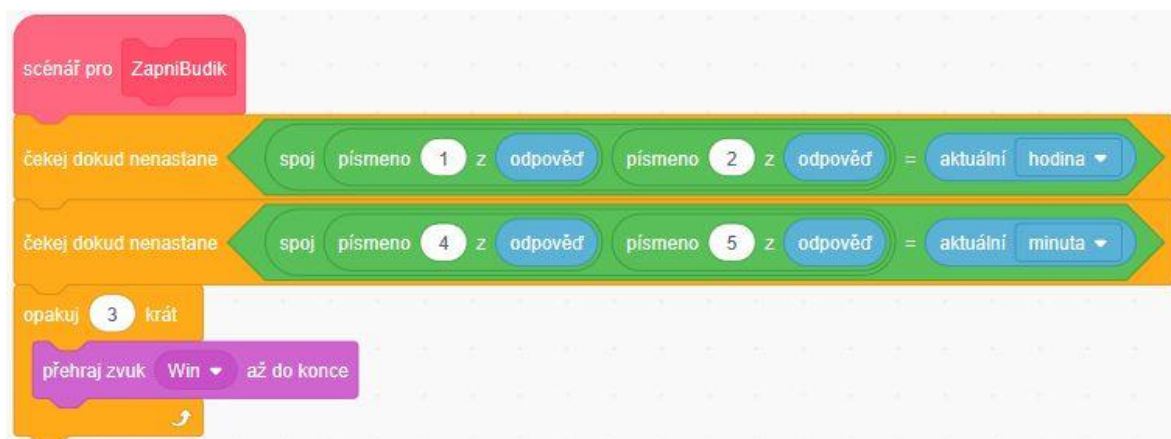 scénář pro ZapniBudik
čekej dokud nenastane spoj písmeno 1 z odpověď písmeno 2 z odpověď = aktuální hodina
čekej dokud nenastane spoj písmeno 4 z odpověď písmeno 5 z odpověď = aktuální minuta
opakuj 3 krát
přehraj zvuk Win až do konce